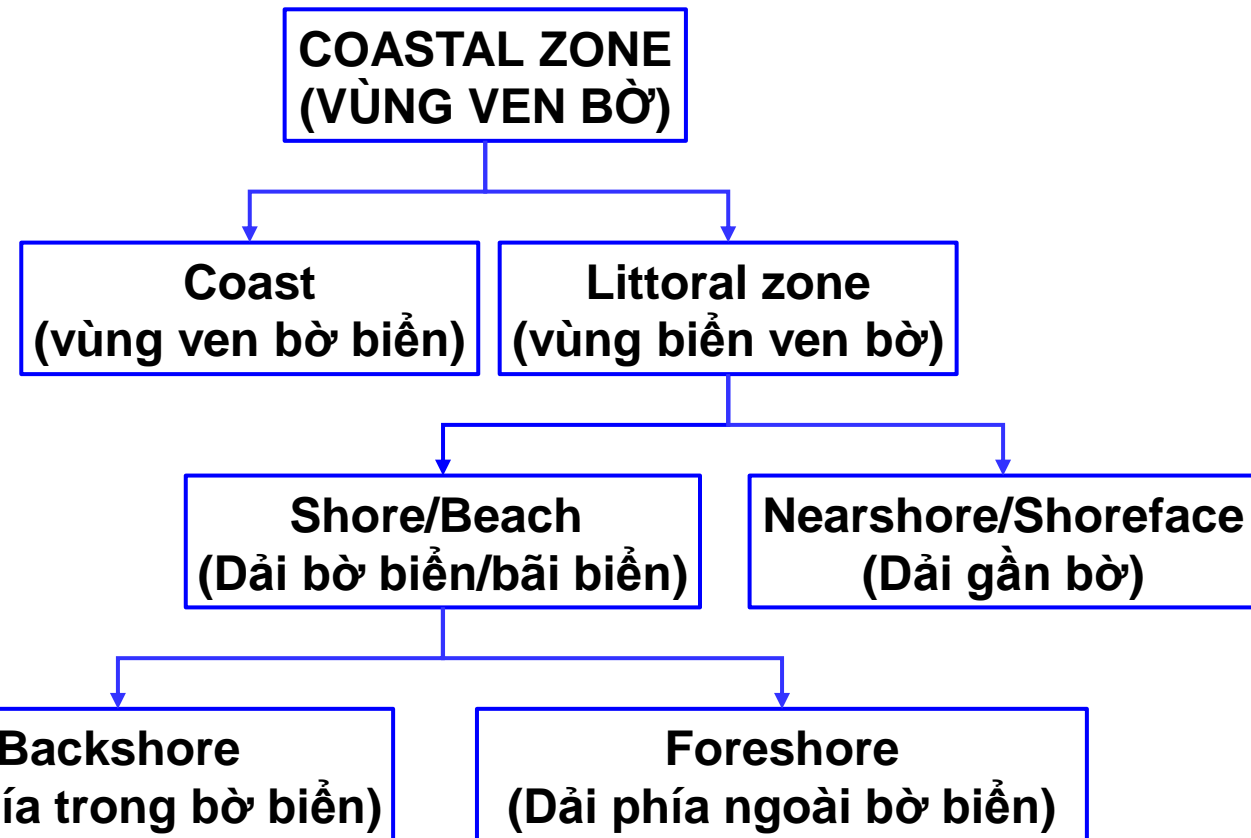 COASTAL ZONE
(VÙNG VEN BỜ)
Coast
(vùng ven bờ biển)
Littoral zone
(vùng biển ven bờ)
Shore/Beach
(Dải bờ biển/bãi biển)
Nearshore/Shoreface
(Dải gần bờ)
Backshore
ía trong bờ biển)
Foreshore
(Dải phía ngoài bờ biển)